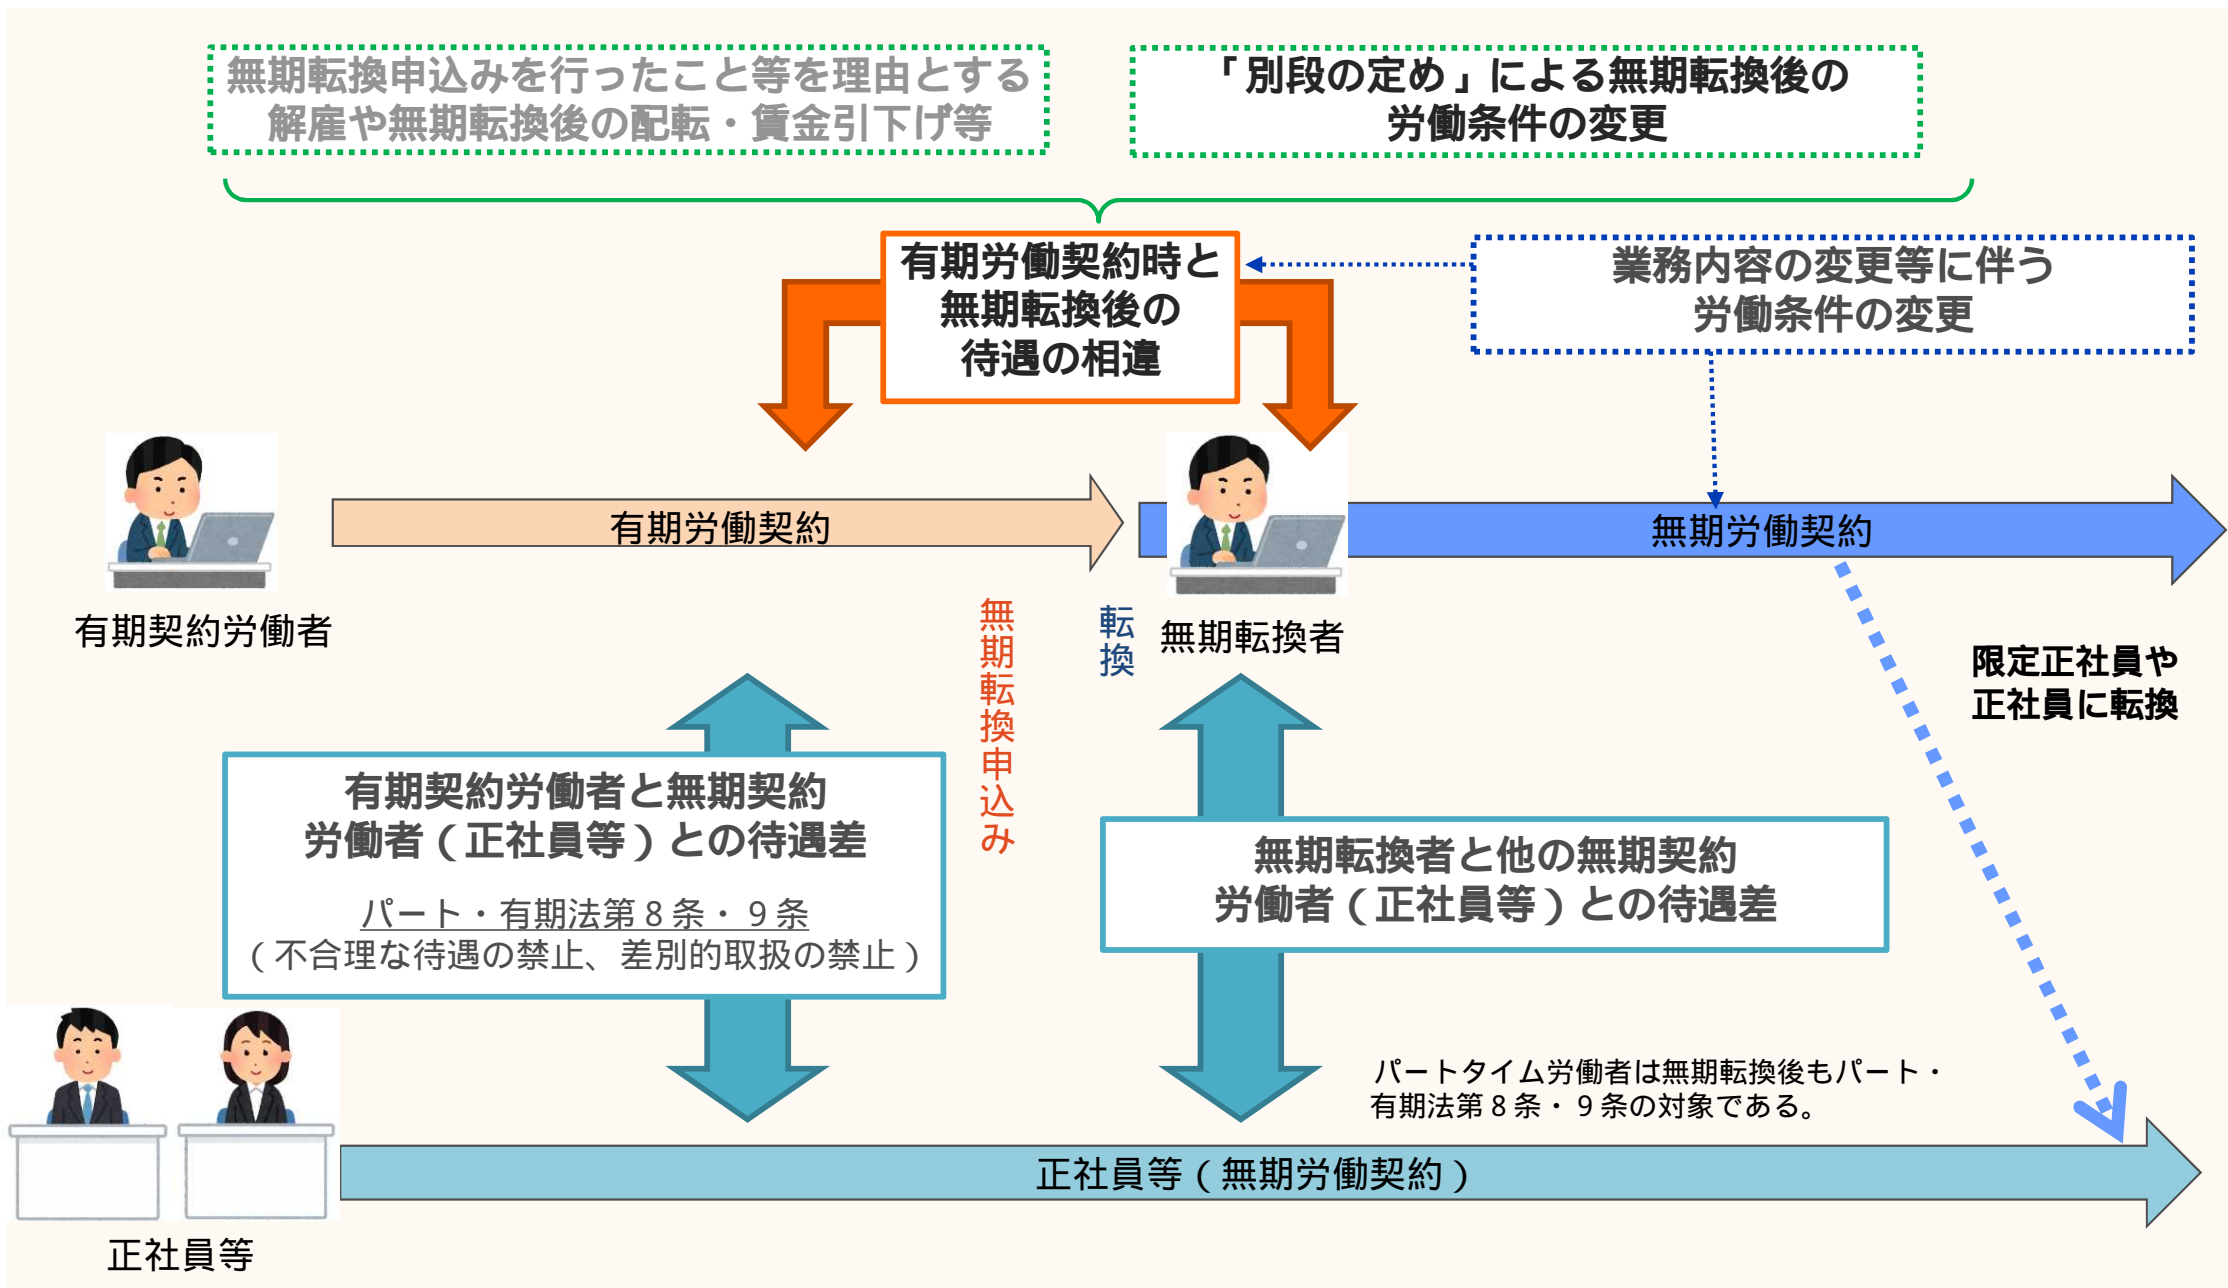 無期転換申込みを行ったこと等を理由とする
解雇や無期転換後の配転・賃金引下げ等
「別段の定め」による無期転換後の
労働条件の変更
有期労働契約時と
無期転換後の
待遇の相違
業務内容の変更等に伴う
労働条件の変更
有期労働契約
無期労働契約
有期契約労働者
無期転換申込み
転換
無期転換者
限定正社員や
正社員に転換
有期契約労働者と無期契約
労働者（正社員等）との待遇差
パート・有期法第８条・９条
（不合理な待遇の禁止、差別的取扱の禁止）
無期転換者と他の無期契約
労働者（正社員等）との待遇差
パートタイム労働者は無期転換後もパート・
有期法第８条・９条の対象である。
正社員等（無期労働契約）
正社員等